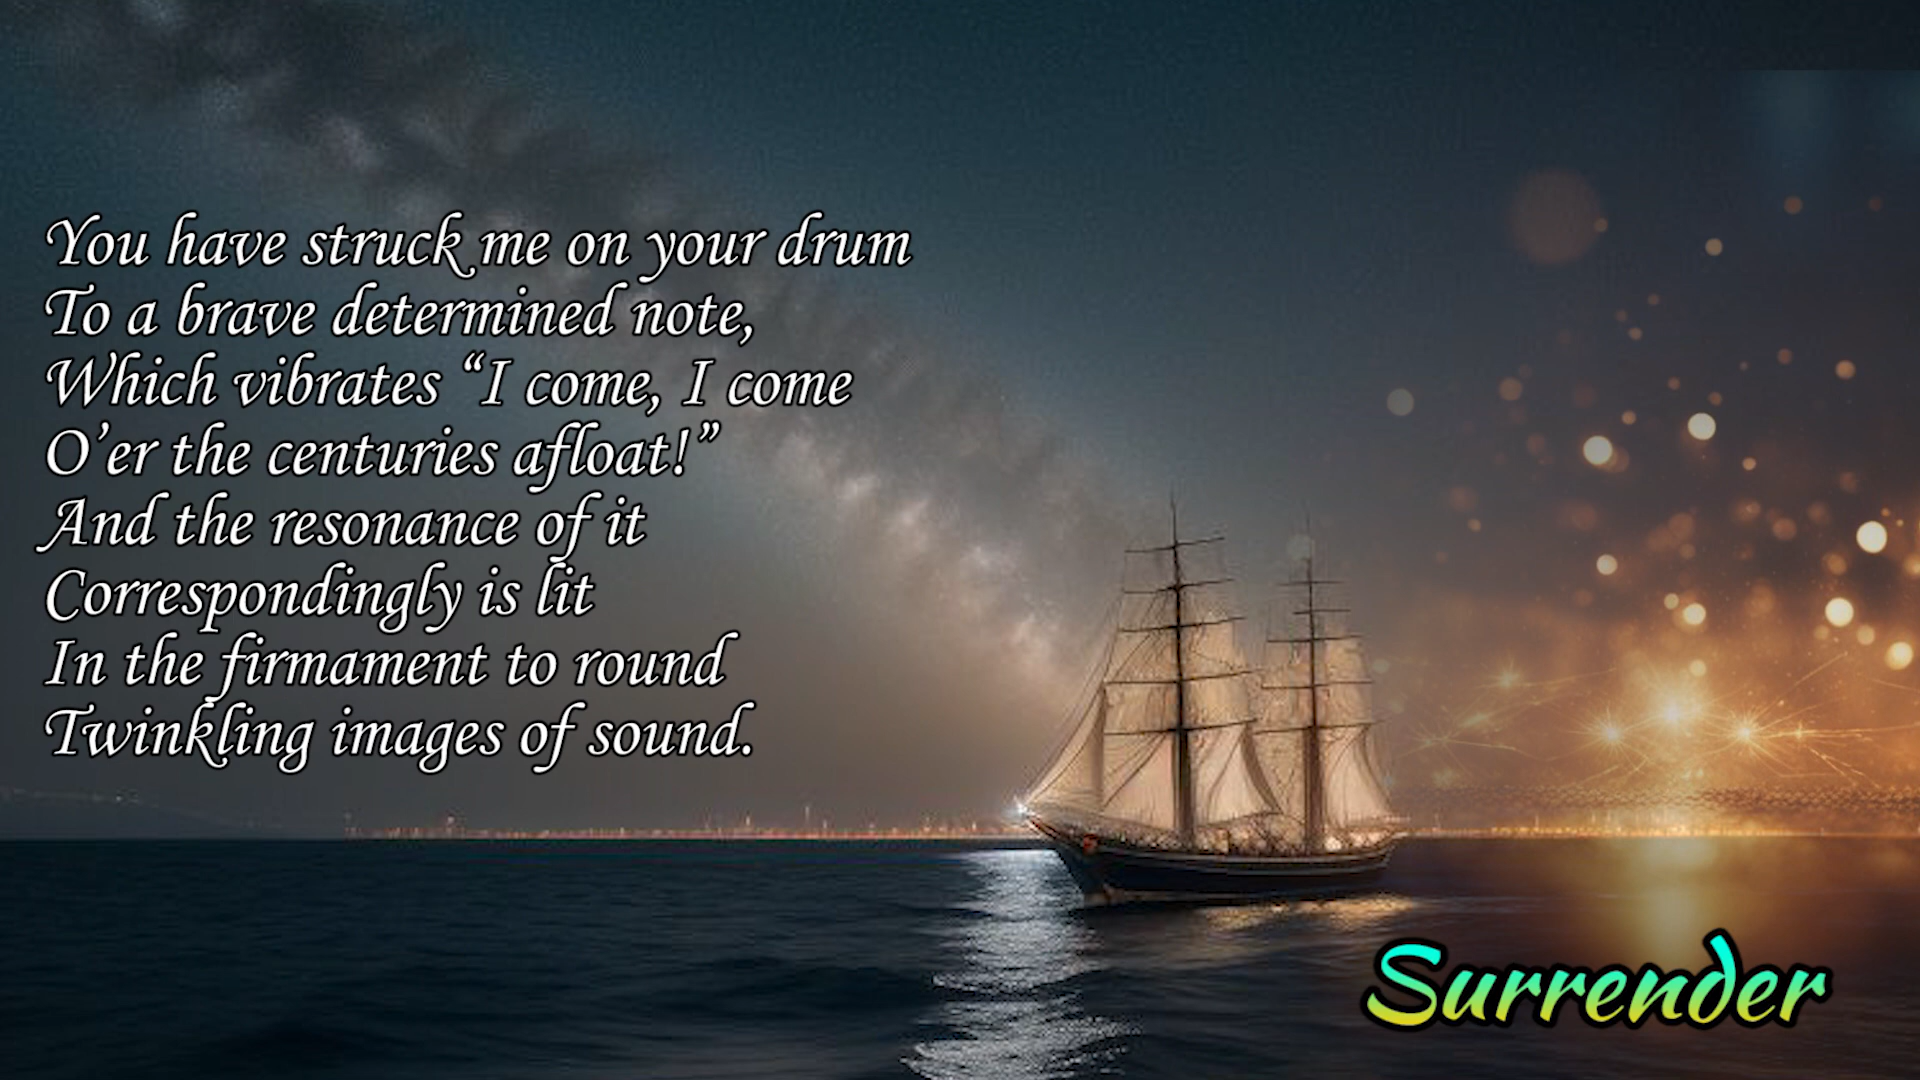 You have struck me on your drum
To a brave determined note,
Which vibrates “I come, I come
O’er the centuries afloat!”
And the resonance of it
Correspondingly is lit
In the firmament to round
Twinkling images of sound.
Surrender